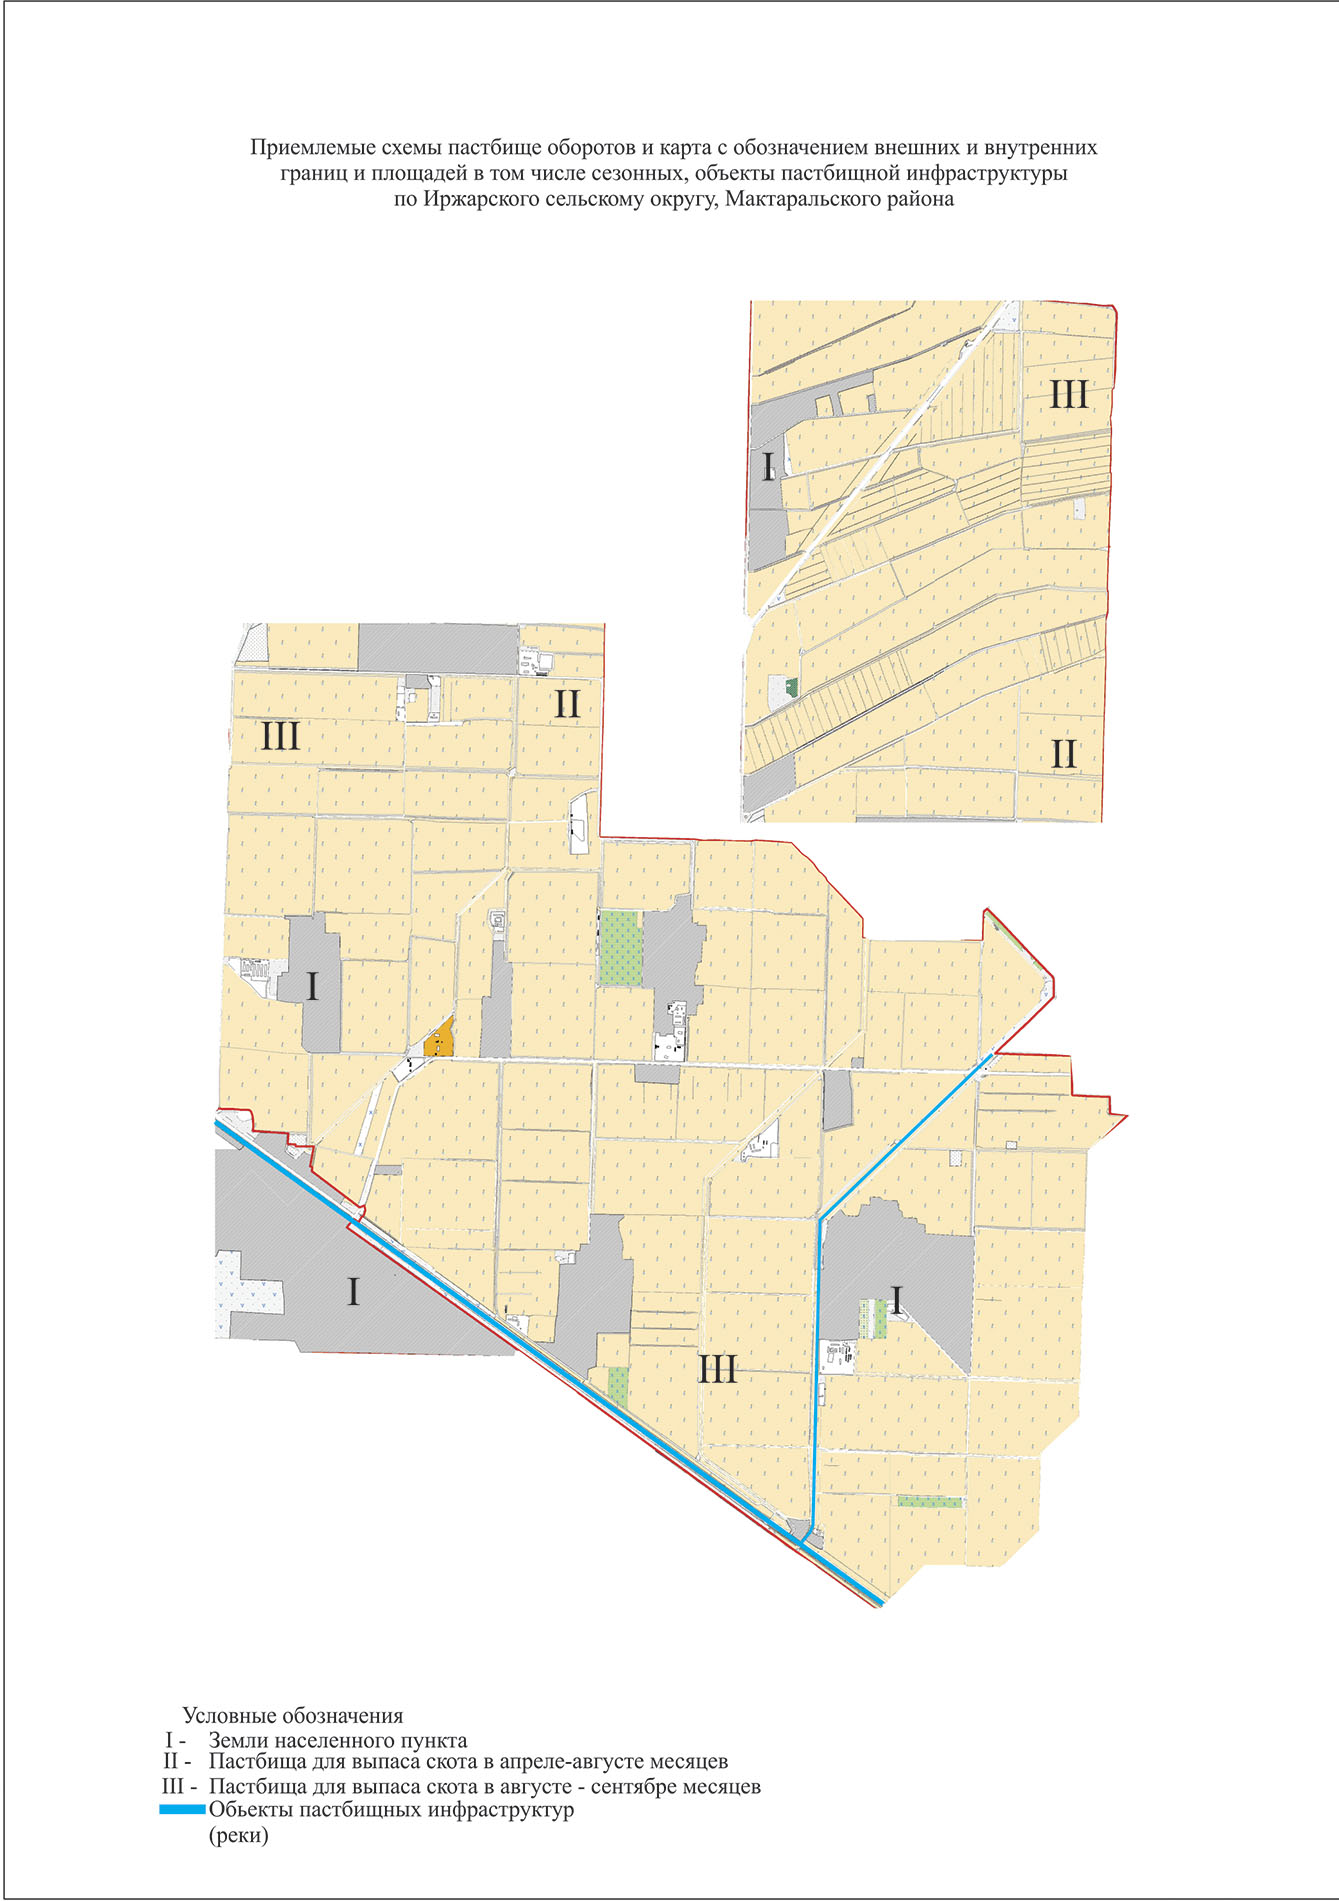 Приемлемые схемы пастбище оборотов и карта с обозначением внешних и внутренних
границ и площадей в том числе сезонных, объекты пастбищной инфраструктуры
по Иржарского сельскому округу, Мактаральского района
III
I
II
III
II
I
I
I
III
Условные обозначения
I - Земли населенного пункта
II - Пастбища для выпаса скота в апреле-августе месяцев
III - Пастбища для выпаса скота в августе - сентябре месяцев
Обьекты пастбищных инфраструктур
(реки)